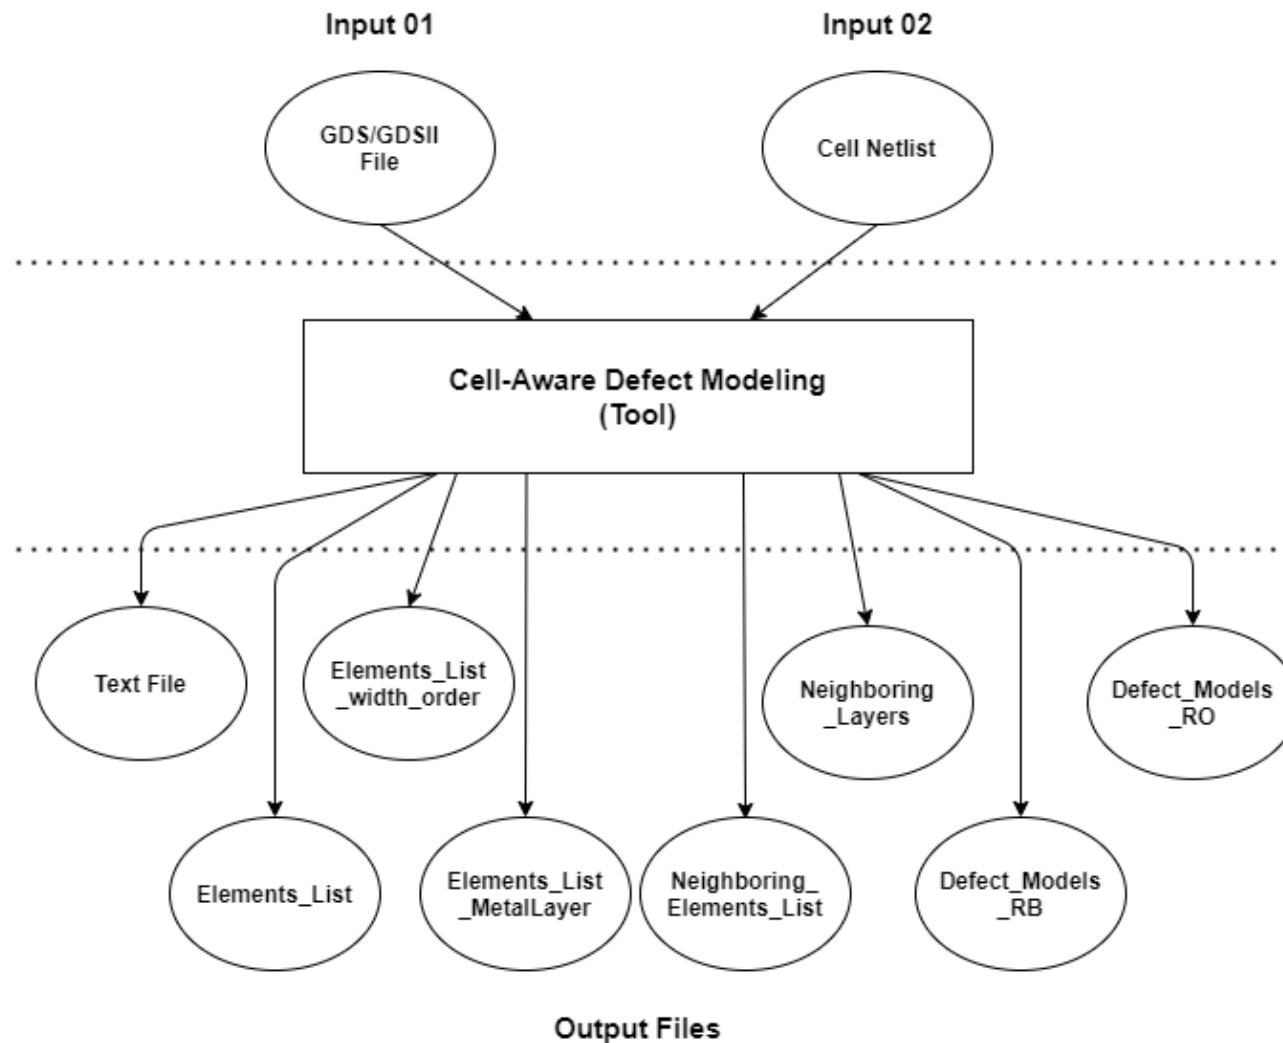 Input 01
Input 02
GDS/GDSII
File
Cell Netlist
Cell-Aware Defect Modeling
(Tool)
Text File
Elements_List
_width_order
Neighboring
_Layers
Defect_Models
_RO
Elements_List
Elements_List
_MetalLayer
Neighboring_
Elements_List
Defect_Models
_RB
Output Files